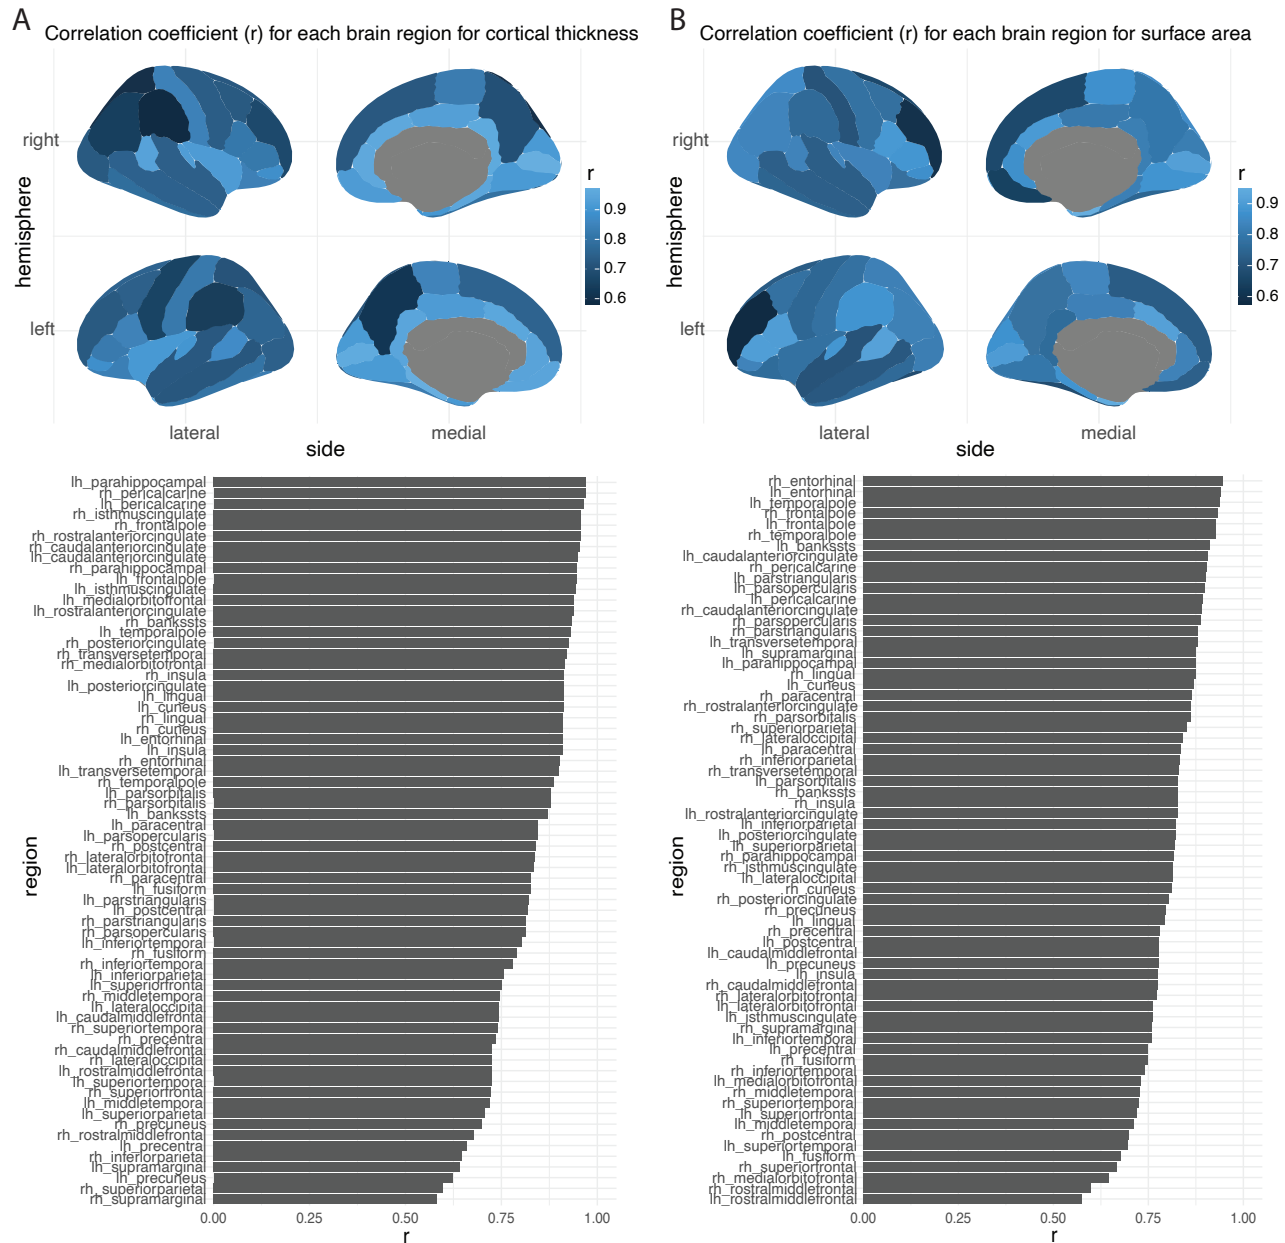 A
Correlation coefficient (r) for each brain region for cortical thickness
right
left
hemisphere
lateral
medial
side
r
0.9
0.8
0.7
0.6
lh_parahippocampal
rh_pericalcarine
lh_pericalcarine
rh_isthmuscingulate
rh_frontalpole
rh_rostralanteriorcingulate
rh_caudalanteriorcingulate
lh_caudalanteriorcingulate
rh_parahippocampal
lh_frontalpole
lh_isthmuscingulate
lh_medialorbitofrontal
lh_rostralanteriorcingulate
rh_bankssts
lh_temporalpole
rh_posteriorcingulate
rh_transversetemporal
rh_medialorbitofrontal
rh_insula
lh_posteriorcingulate
lh_lingual
lh_cuneus
rh_lingual
rh_cuneus
lh_entorhinal
lh_insula
rh_entorhinal
lh_transversetemporal
rh_temporalpole
lh_parsorbitalis
rh_parsorbitalis
lh_bankssts
lh_paracentral
lh_parsopercularis
rh_postcentral
rh_lateralorbitofrontal
lh_lateralorbitofrontal
rh_paracentral
lh_fusiform
lh_parstriangularis
lh_postcentral
rh_parstriangularis
rh_parsopercularis
lh_inferiortemporal
rh_fusiform
rh_inferiortemporal
lh_inferiorparietal
lh_superiorfrontal
rh_middletemporal
lh_lateraloccipital
lh_caudalmiddlefrontal
rh_superiortemporal
rh_precentral
rh_caudalmiddlefrontal
rh_lateraloccipital
lh_rostralmiddlefrontal
lh_superiortemporal
rh_superiorfrontal
lh_middletemporal
lh_superiorparietal
rh_precuneus
rh_rostralmiddlefrontal
lh_precentral
rh_inferiorparietal
lh_supramarginal
lh_precuneus
rh_superiorparietal
rh_supramarginal
region
0.00
0.25
0.50
0.75
1.00
r
B
Correlation coefficient (r) for each brain region for surface area
right
left
hemisphere
lateral
medial
side
r
0.9
0.8
0.7
0.6
rh_entorhinal
lh_entorhinal
lh_temporalpole
rh_frontalpole
lh_frontalpole
rh_temporalpole
lh_bankssts
lh_caudalanteriorcingulate
rh_pericalcarine
lh_parstriangularis
lh_parsopercularis
lh_pericalcarine
rh_caudalanteriorcingulate
rh_parsopercularis
rh_parstriangularis
lh_transversetemporal
lh_supramarginal
lh_parahippocampal
rh_lingual
lh_cuneus
rh_paracentral
rh_rostralanteriorcingulate
rh_parsorbitalis
rh_superiorparietal
rh_lateraloccipital
lh_paracentral
rh_inferiorparietal
rh_transversetemporal
lh_parsorbitalis
rh_bankssts
rh_insula
lh_rostralanteriorcingulate
lh_inferiorparietal
lh_posteriorcingulate
lh_superiorparietal
rh_parahippocampal
rh_isthmuscingulate
lh_lateraloccipital
rh_cuneus
rh_posteriorcingulate
rh_precuneus
lh_lingual
rh_precentral
lh_postcentral
lh_caudalmiddlefrontal
lh_precuneus
lh_insula
rh_caudalmiddlefrontal
rh_lateralorbitofrontal
lh_lateralorbitofrontal
lh_isthmuscingulate
rh_supramarginal
lh_inferiortemporal
lh_precentral
rh_fusiform
rh_inferiortemporal
lh_medialorbitofrontal
rh_middletemporal
rh_superiortemporal
lh_superiorfrontal
lh_middletemporal
rh_postcentral
lh_superiortemporal
lh_fusiform
rh_superiorfrontal
rh_medialorbitofrontal
rh_rostralmiddlefrontal
lh_rostralmiddlefrontal
region
0.00
0.25
0.50
0.75
1.00
r